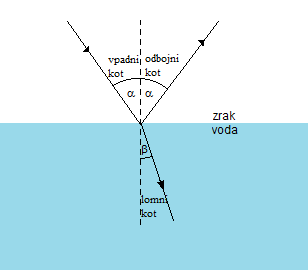 vpadni odbojni
kot kot
α α
zrak
voda
β
lomni
kot